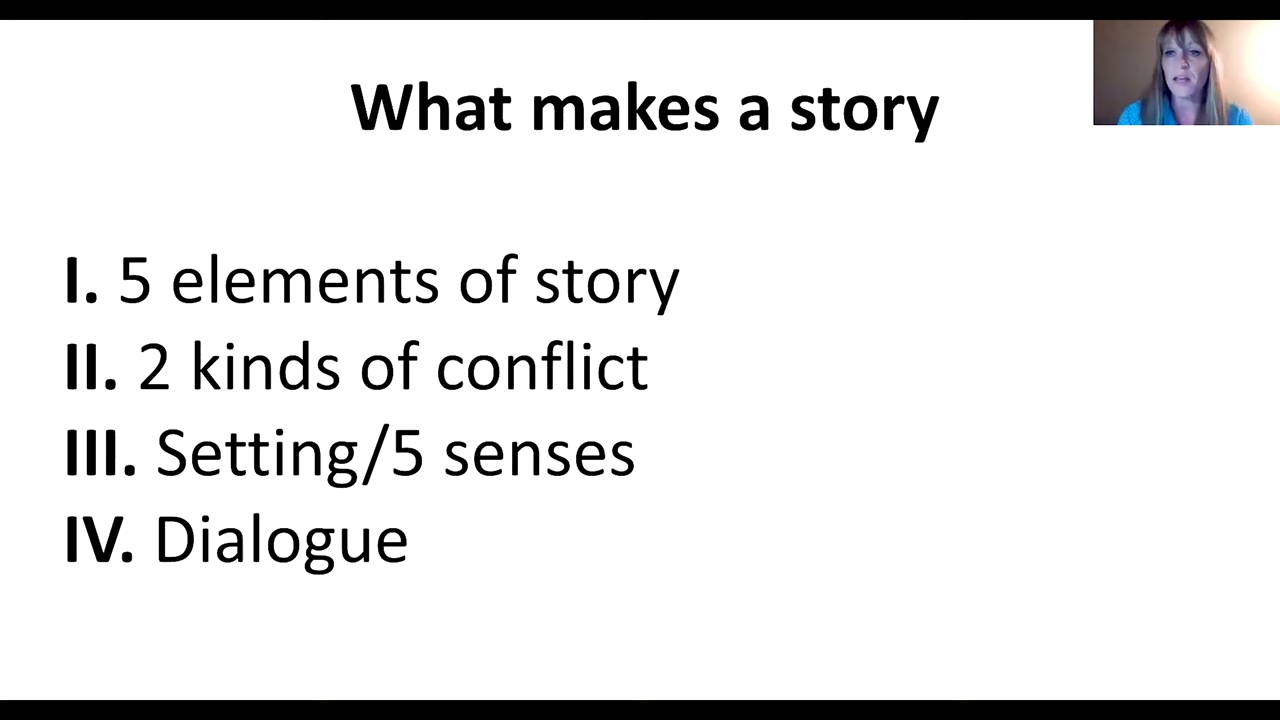 What makes a story
I. 5 elements of story
II. 2 kinds of conflict
III. Setting/5 senses
IV. Dialogue